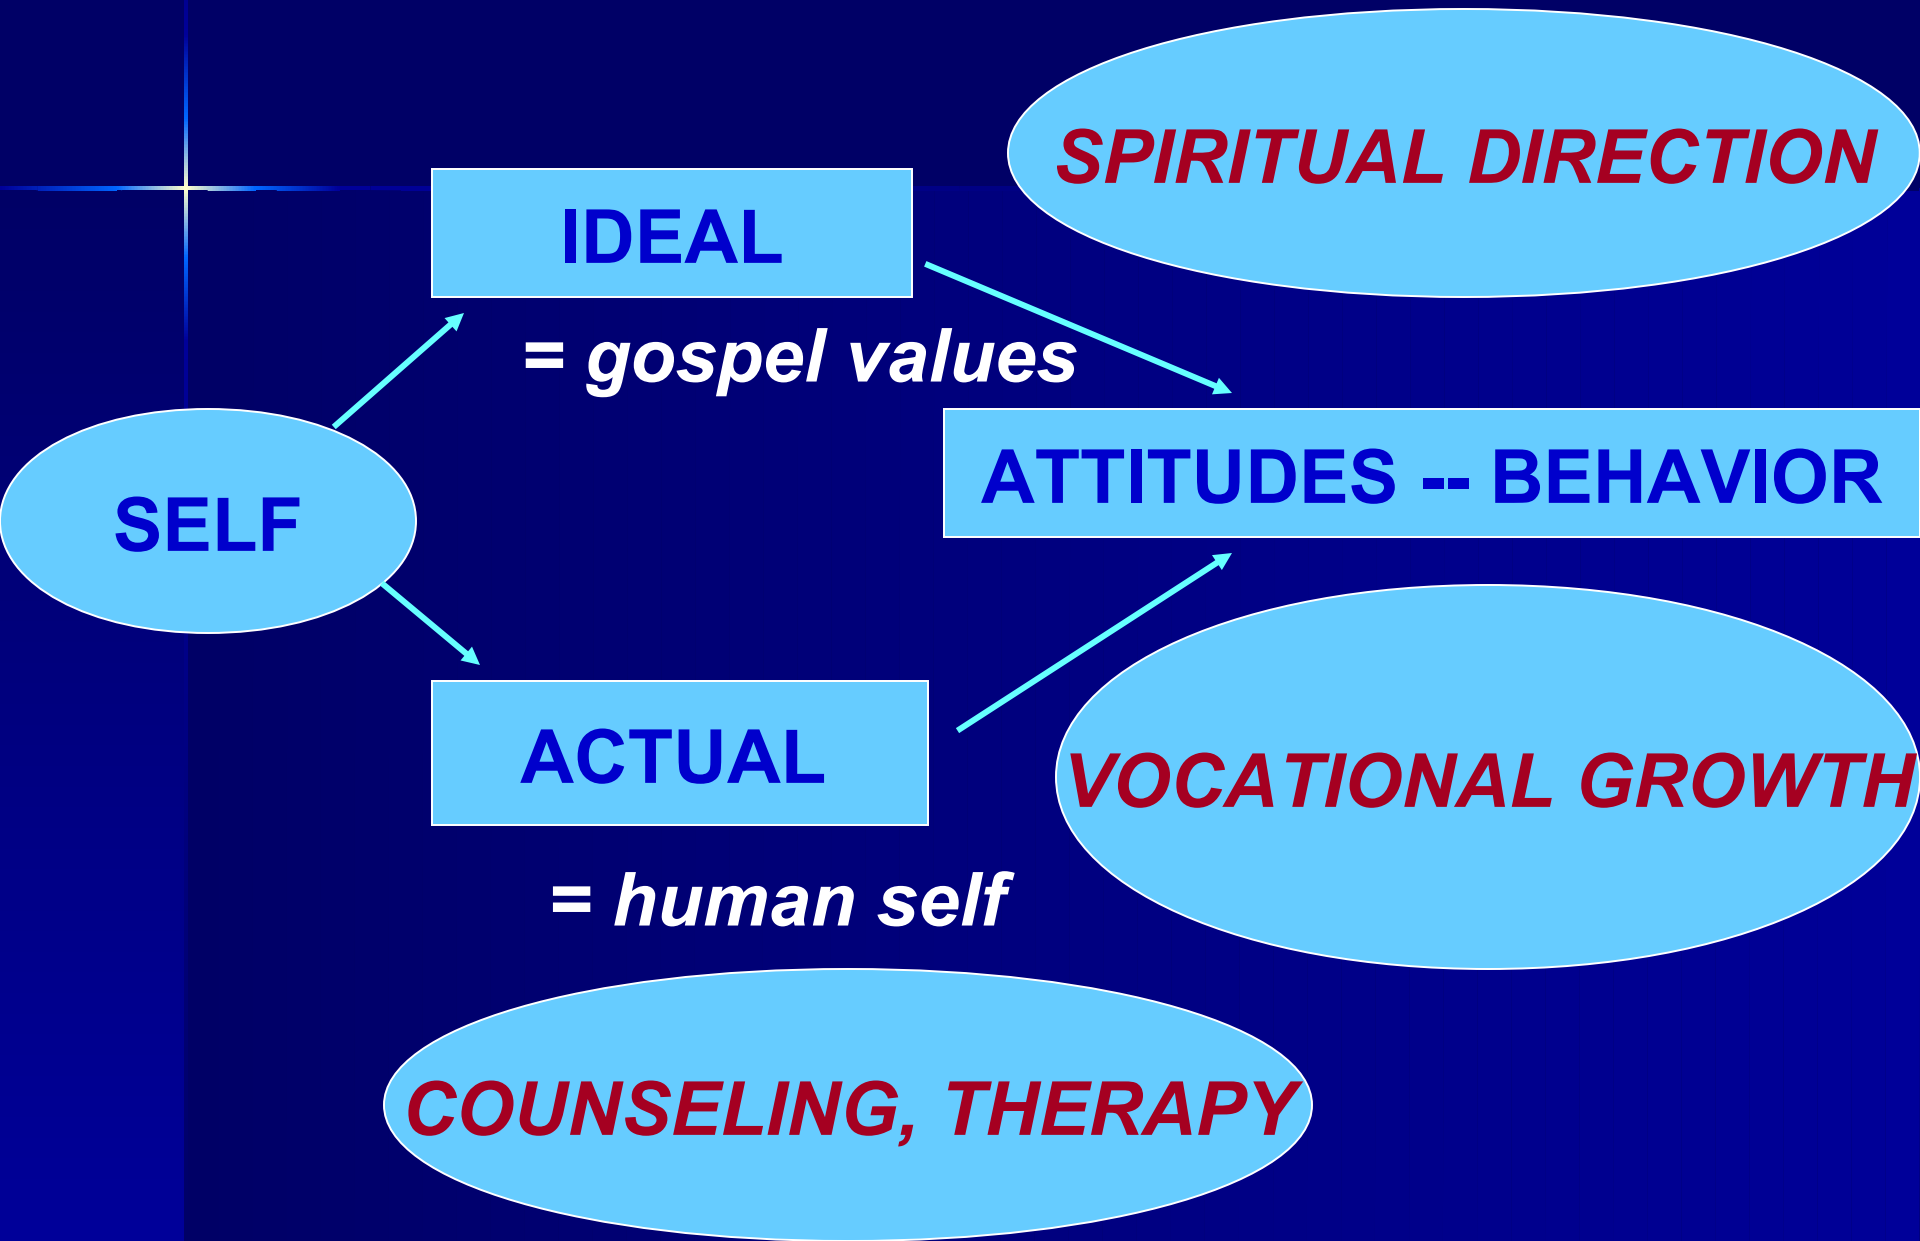 SPIRITUAL DIRECTION
IDEAL
= gospel values
ATTITUDES -- BEHAVIOR
SELF
ACTUAL
VOCATIONAL GROWTH
= human self
COUNSELING, THERAPY